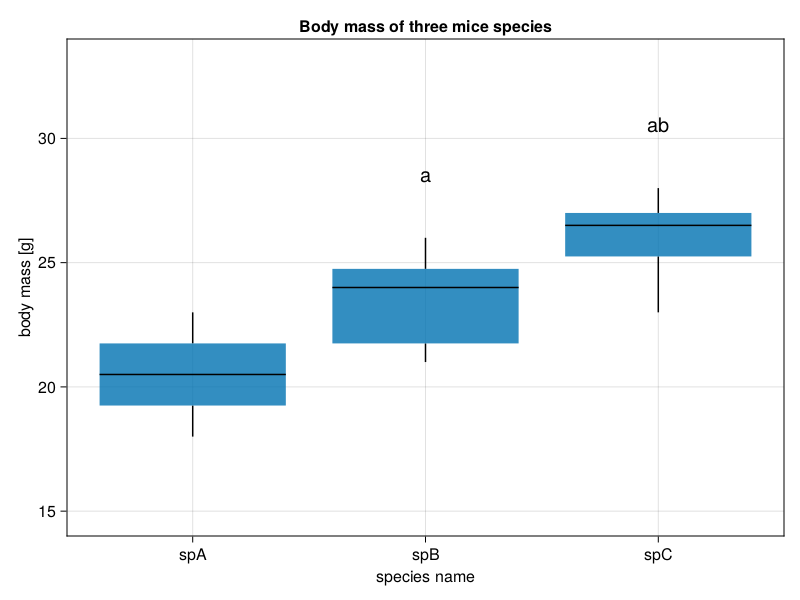 Body mass of three mice species
body mass [g]
30
25
20
15
a
ab
spA spB spC
species name